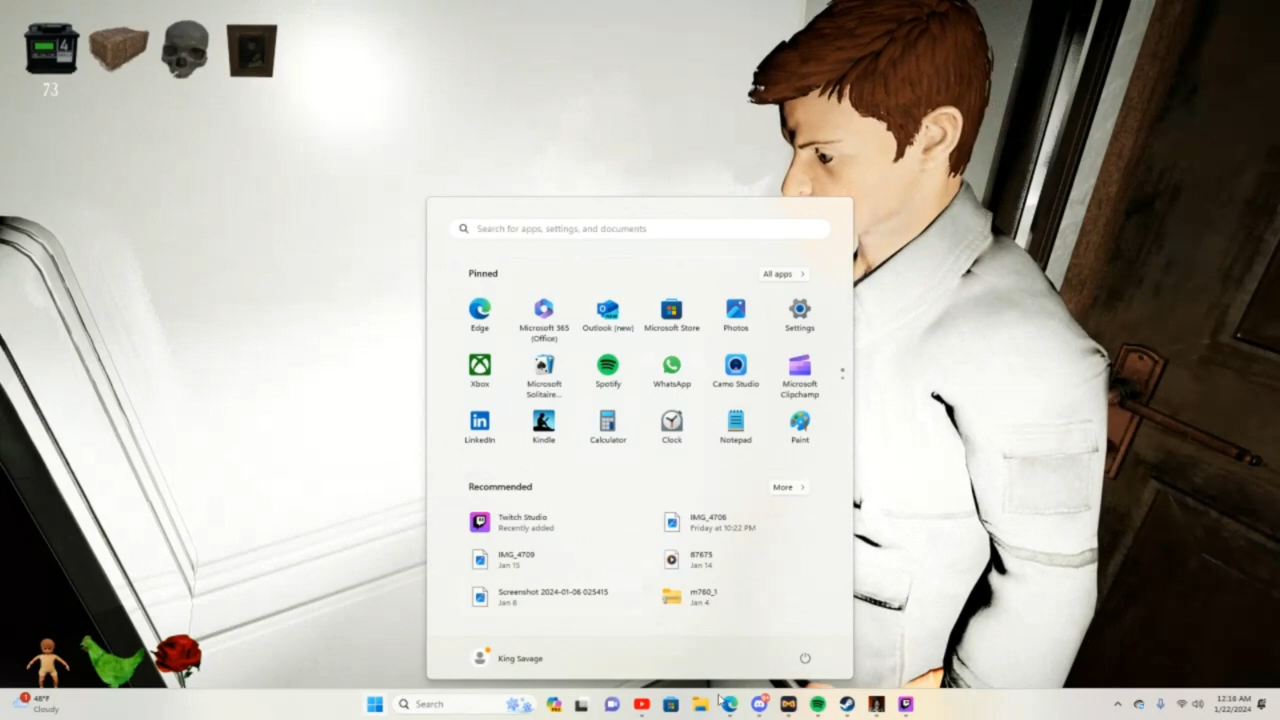 4
73
Search for apps, settings, and documents
Pinned
All apps
Edge
Microsoft 365
(Office)
Outlook (new)
Microsoft Store
Photos
Settings
Xbox
Microsoft
Solitaire...
Spotify
WhatsApp
Camo Studio
Microsoft
Clipchamp
LinkedIn
Kindle
Calculator
Clock
Notepad
Paint
Recommended
More
Twitch Studio
Recently added
IMG_4706
Friday at 10:22 PM
IMG_4709
Jan 15
87675
Jan 14
Screenshot 2024-01-06 025415
Jan 6
m760_1
Jan 4
King Savage
1
48°F
Cloudy
Search
12:16 AM
1/22/2024